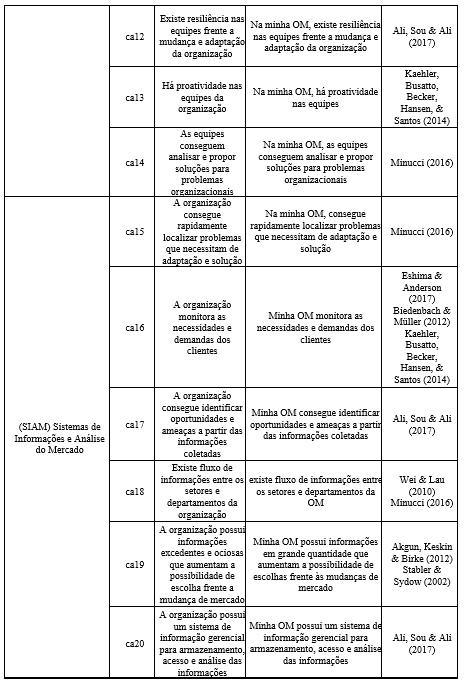 ca12
Existe resiliência nas
equipes frente a
mudança e adaptação
da organização
Na minha OM, existe resiliência
nas equipes frente a mudança e
adaptação da organização
Ali, Sou & Ali
(2017)
ca13
Há proatividade nas
equipes da
organização
Na minha OM, há proatividade
nas equipes
Kaehler,
Busatto,
Becker,
Hansen, &
Santos (2014)
ca14
As equipes
conseguem
analisar e propor
soluções para
problemas
organizacionais
Na minha OM, as equipes
conseguem analisar e propor
soluções para problemas
organizacionais
Minucci (2016)
(SIAM) Sistemas de
Informações e Análise
do Mercado
ca15
A organização
consegue
rapidamente
localizar problemas
que necessitam de
adaptação e solução
Na minha OM, consegue
rapidamente localizar problemas
que necessitam de adaptação e
solução
Minucci (2016)
ca16
A organização
monitora as
necessidades e
demandas dos
clientes
Minha OM monitora as
necessidades e demandas dos
clientes
Eshima &
Anderson
(2017)
Biedenbach &
Müller (2012)
Kaehler,
Busatto,
Becker,
Hansen, &
Santos (2014)
ca17
A organização
consegue identificar
oportunidades e
ameaças a partir das
informações
coletadas
Minha OM consegue identificar
oportunidades e ameaças a partir
das informações coletadas
Ali, Sou & Ali
(2017)
ca18
Existe fluxo de
informações entre os
setores e
departamentos da
organização
existe fluxo de informações entre
os setores e departamentos da
OM
Wei & Lau
(2010)
Minucci (2016)
ca19
A organização possui
informações
excedentes e ociosas
que aumentam a
possibilidade de
escolha frente a
mudança de mercado
Minha OM possui informações
em grande quantidade que
aumentam a possibilidade de
escolhas frente às mudanças de
mercado
Akgun, Keskin
& Birke (2012)
Stabler &
Sydow (2002)
ca20
A organização possui
um sistema de
informação gerencial
para armazenamento,
acesso e análise das
informações
Minha OM possui um sistema de
informação gerencial para
armazenamento, acesso e análise
das informações
Ali, Sou & Ali
(2017)